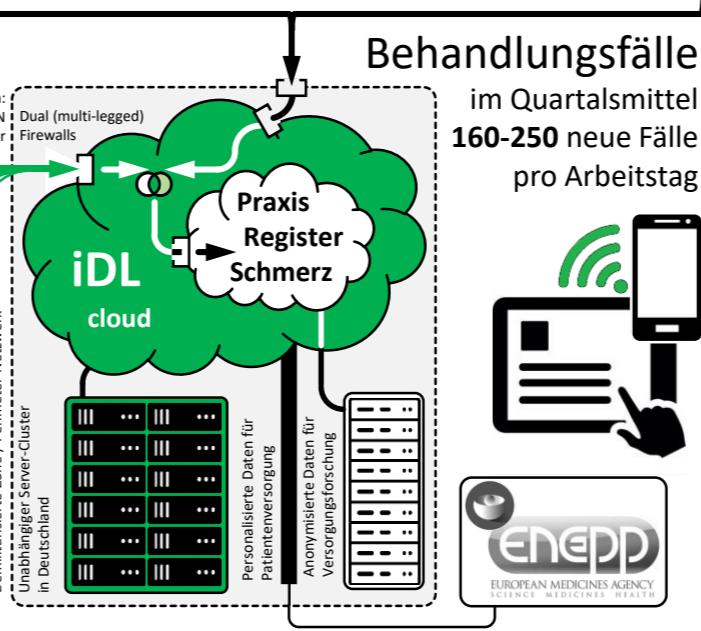 Behandlungsfälle
im Quartalsmittel
160-250 neue Fälle
pro Arbeitstag
Dual (multi-legged)
Firewalls
Praxis
Register
Schmerz
iDL
cloud
Unabhängiger Server-Cluster
in Deutschland
Personalisierte Daten für
Patientenversorgung
Anonymisierte Daten für
Versorgungsforschung
ENEPP
EUROPEAN MEDICINES AGENCY
SCIENCE MEDICINES HEALTH